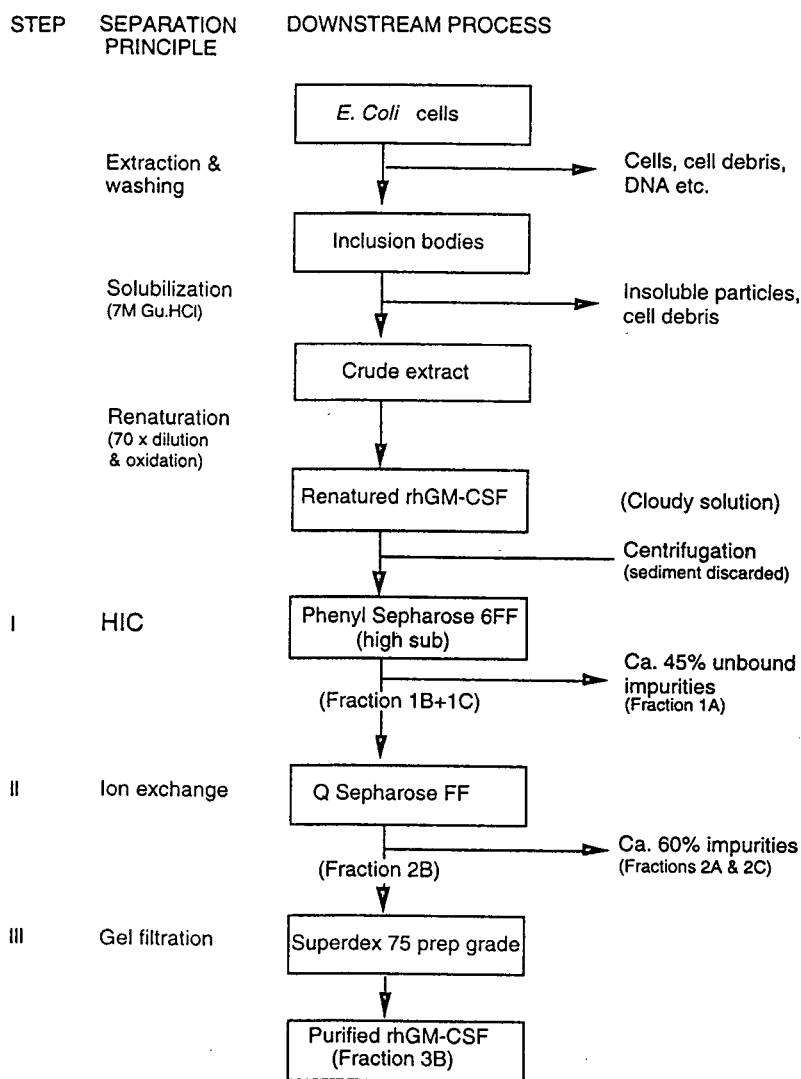 STEP SEPARATION PRINCIPLE DOWNSTREAM PROCESS
E. Coli cells
Extraction &
washing
Cells, cell debris,
DNA etc.
Inclusion bodies
Solubilization
(7M Gu.HCl)
Insoluble particles,
cell debris
Crude extract
Renaturation
(70 x dilution
& oxidation)
Renatured rhGM-CSF
(Cloudy solution)
Centrifugation
(sediment discarded)
I
HIC
Phenyl Sepharose 6FF
(high sub)
Ca. 45% unbound
impurities
(Fraction 1A)
(Fraction 1B+1C)
II
Ion exchange
Q Sepharose FF
Ca. 60% impurities
(Fractions 2A & 2C)
(Fraction 2B)
III
Gel filtration
Superdex 75 prep grade
Purified rhGM-CSF
(Fraction 3B)